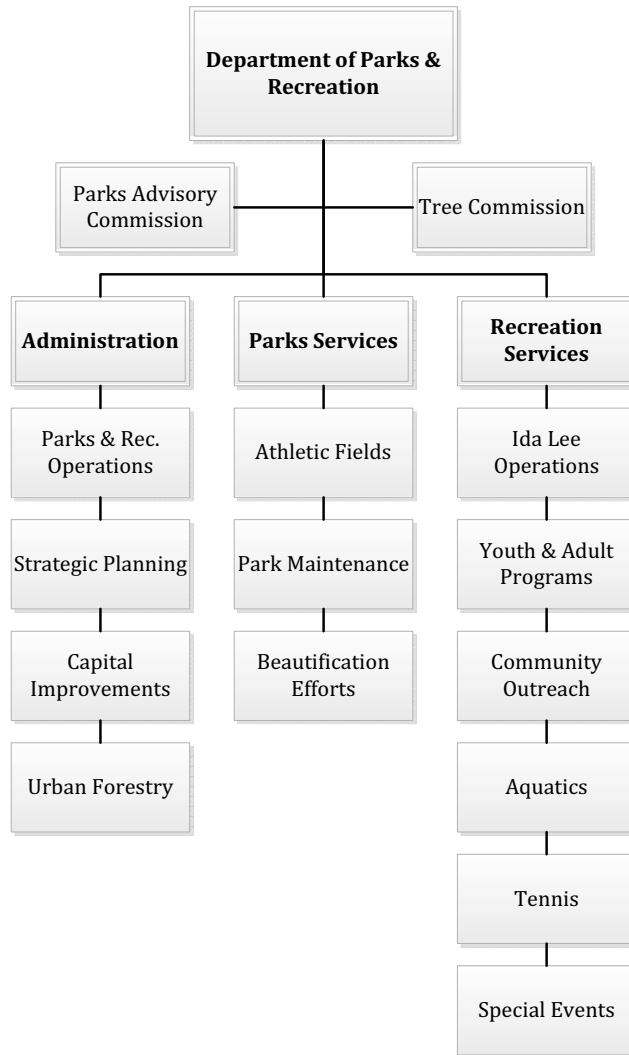 Department of Parks &
Recreation
Parks Advisory
Commission
Tree Commission
Administration
Parks & Rec.
Operations
Strategic Planning
Capital
Improvements
Urban Forestry
Parks Services
Athletic Fields
Park Maintenance
Beautification
Efforts
Recreation
Services
Ida Lee
Operations
Youth & Adult
Programs
Community
Outreach
Aquatics
Tennis
Special Events